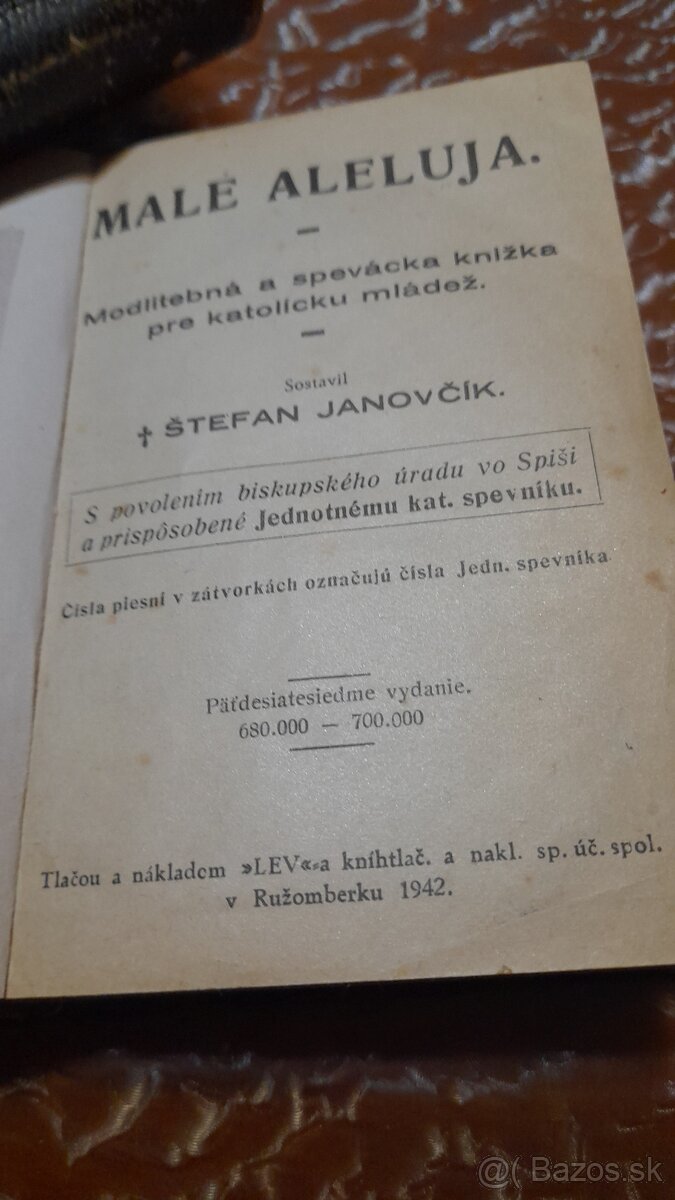 MALÉ ALELUJA.
Modlitebná a spevácka knižka
pre katolícku mládež.
Sostavil
† ŠTEFAN JANOVČÍK.
S povolením biskupského úradu vo Spiši
a prispôsobené Jednotnému kat. spevníku.
Čísla piesní v zátvorkách označujú čísla Jedn. spevníka
Päťdesiatesiedme vydanie.
680.000 — 700.000
Tlačou a nákladom »LEV«-a kníhtlač. a nakl. sp. úč. spol.
v Ružomberku 1942.
@( Bazos.sk